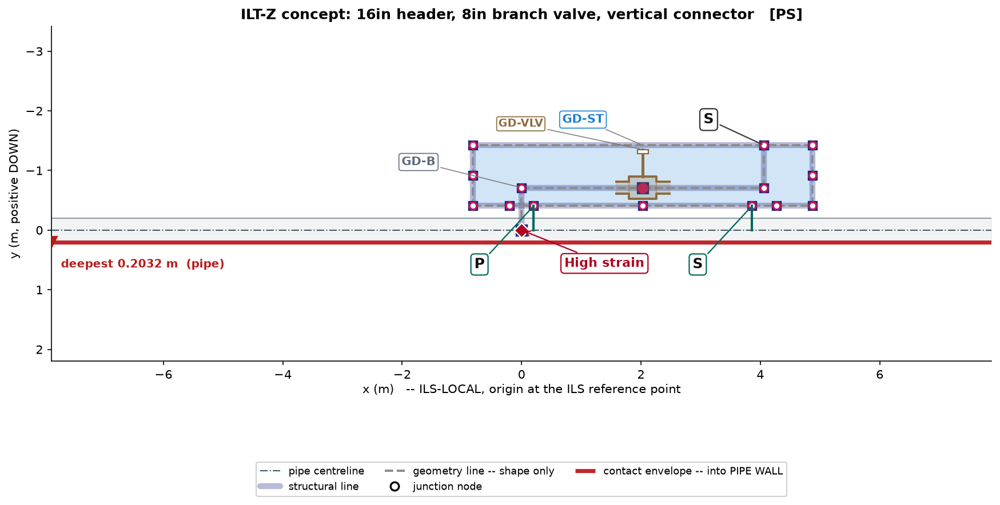 ILT-Z concept: 16in header, 8in branch valve, vertical connector   [PS]
−3
−2
−1
0
1
2
y (m, positive DOWN)
GD-VLV
GD-ST
S
GD-B
deepest 0.2032 m  (pipe)
P
High strain
S
−6
−4
−2
0
2
4
6
x (m)   -- ILS-LOCAL, origin at the ILS reference point
pipe centreline
structural line
geometry line -- shape only
junction node
contact envelope -- into PIPE WALL